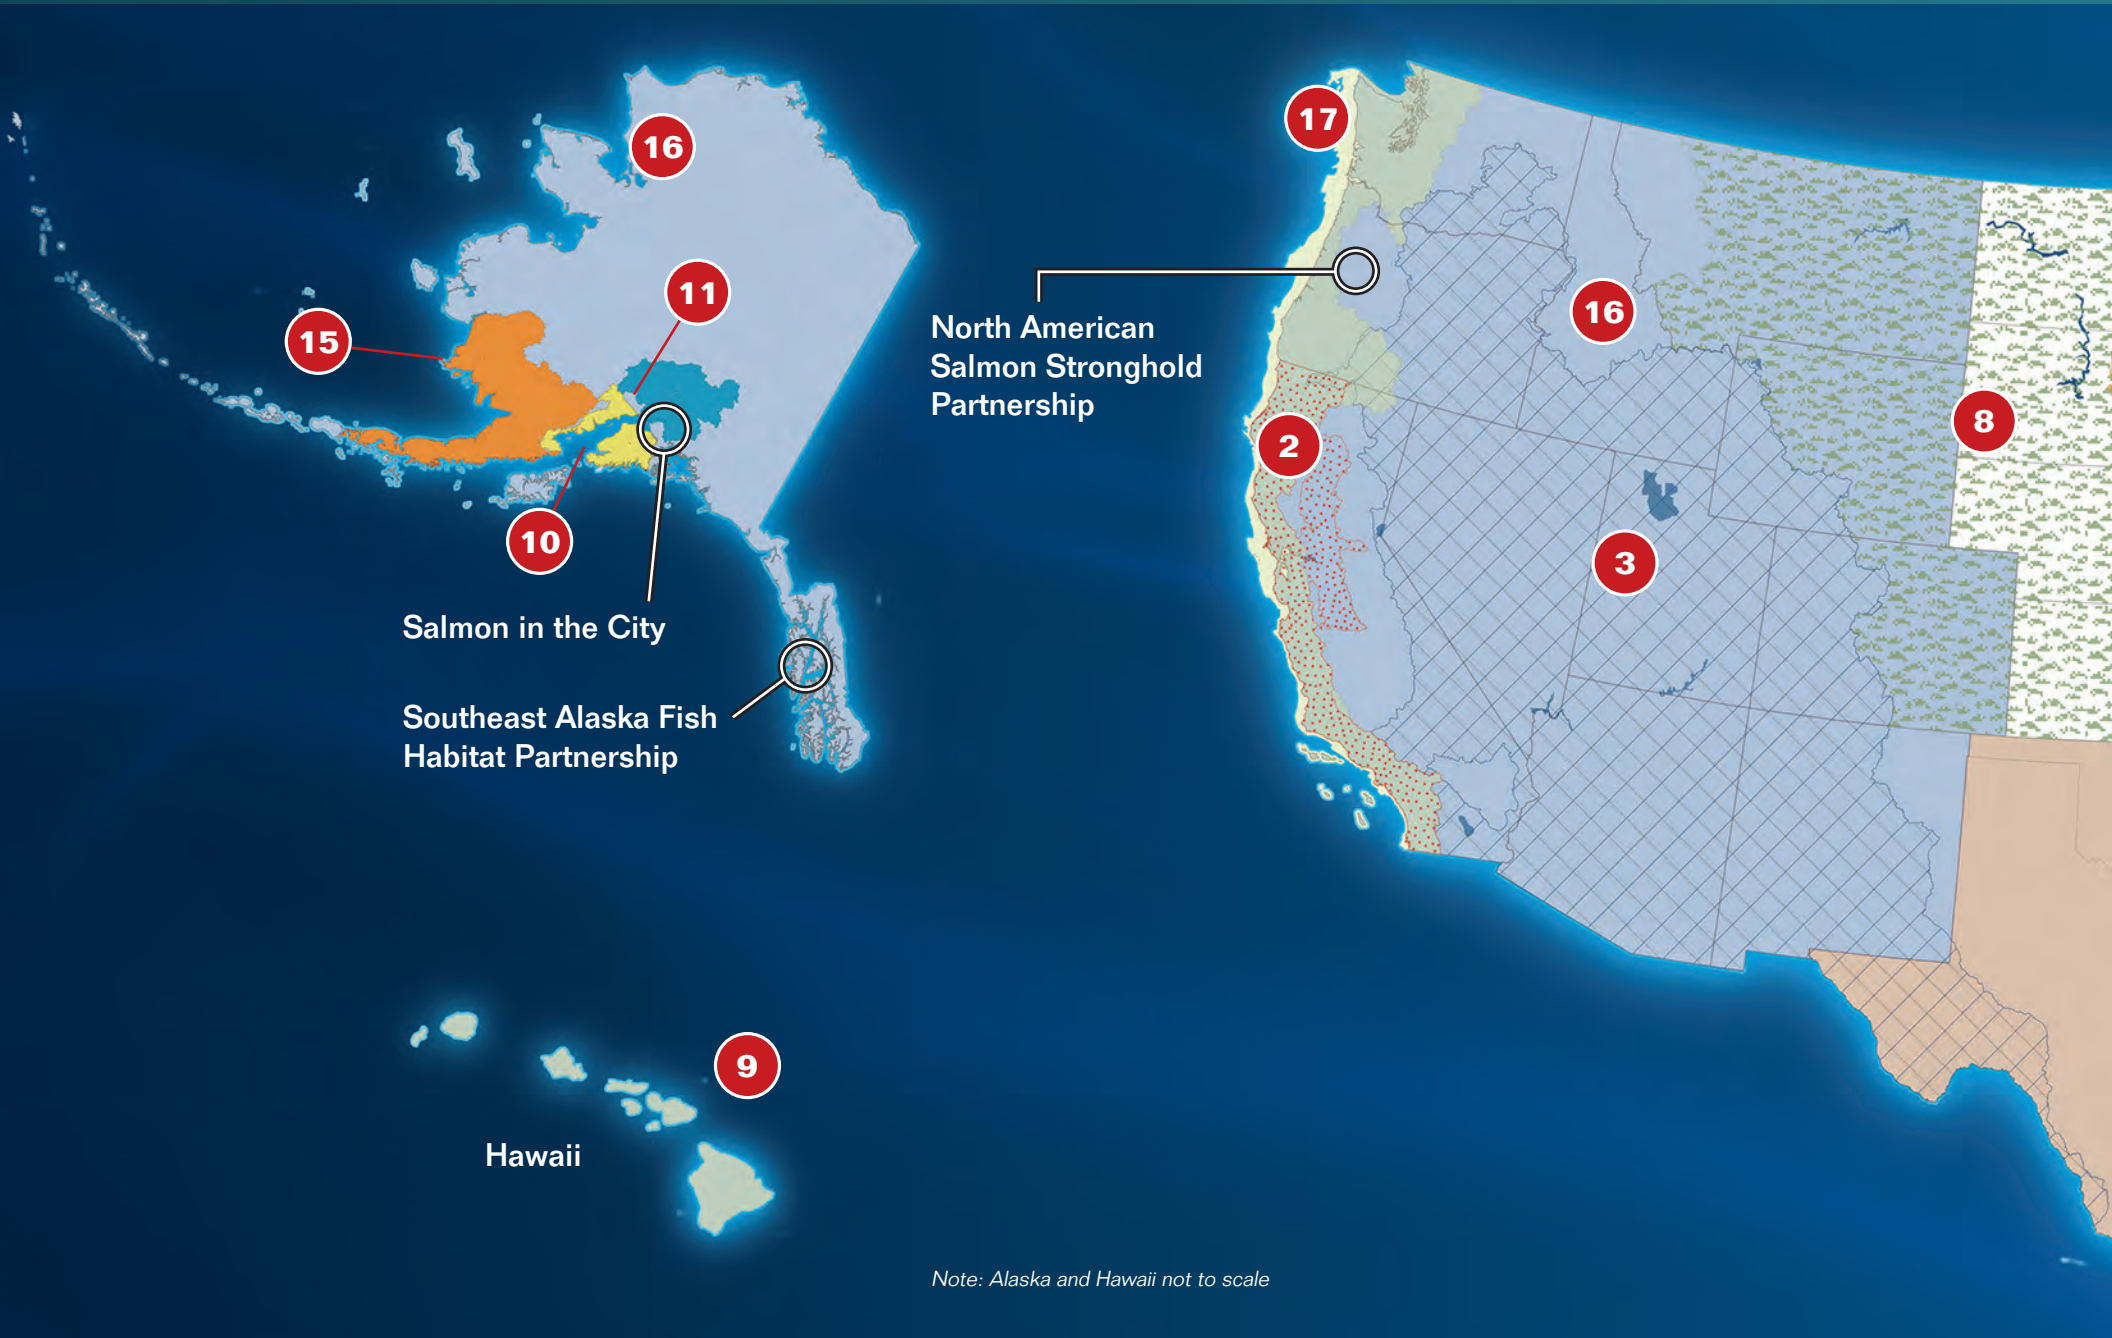 16
17
11
15
North American
Salmon Stronghold
Partnership
16
8
2
10
3
Salmon in the City
Southeast Alaska Fish
Habitat Partnership
9
Hawaii
Note: Alaska and Hawaii not to scale